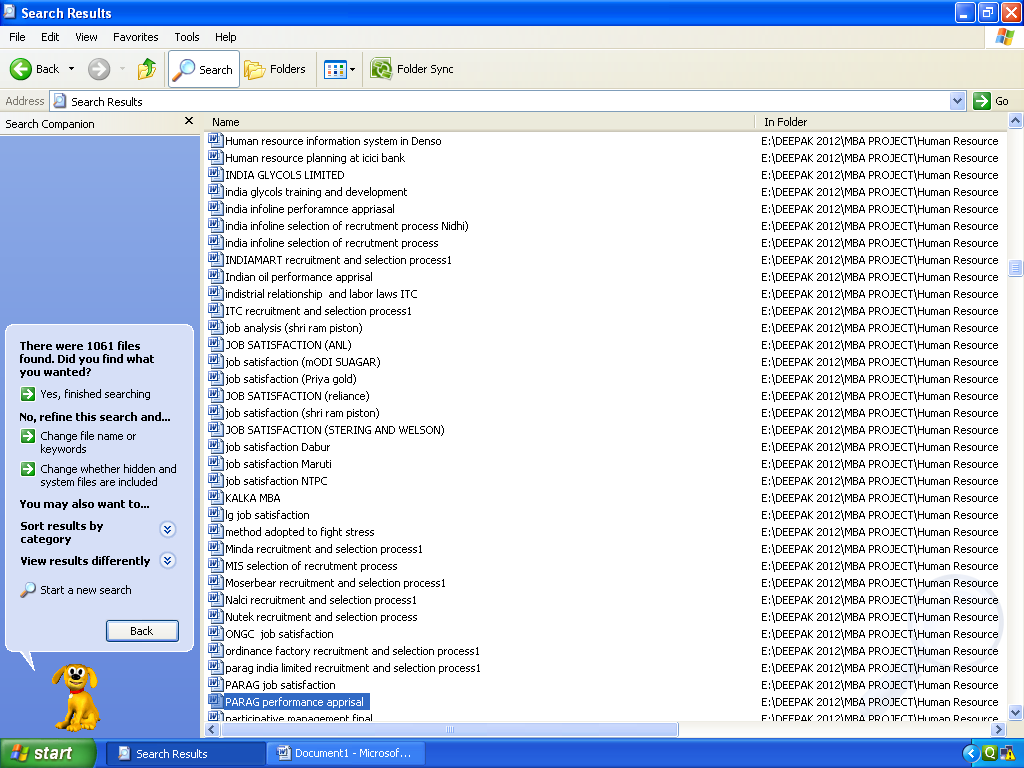 Search Results
File Edit View Favorites Tools Help
Back Search Folders Folder Sync
Address Search Results Go
Search Companion
There were 1061 files
found. Did you find what
you wanted?
Yes, finished searching
No, refine this search and...
Change file name or
keywords
Change whether hidden and
system files are included
You may also want to...
Sort results by
category
View results differently
Start a new search
Back
Name In Folder
Human resource information system in Denso E:\DEEPAK 2012\MBA PROJECT\Human Resource
Human resource planning at icici bank E:\DEEPAK 2012\MBA PROJECT\Human Resource
INDIA GLYCOLS LIMITED E:\DEEPAK 2012\MBA PROJECT\Human Resource
india glycols training and development E:\DEEPAK 2012\MBA PROJECT\Human Resource
india infoline perforamnce appriasal E:\DEEPAK 2012\MBA PROJECT\Human Resource
india infoline selection of recrutment process Nidhi) E:\DEEPAK 2012\MBA PROJECT\Human Resource
india infoline selection of recrutment process E:\DEEPAK 2012\MBA PROJECT\Human Resource
INDIAMART recruitment and selection process1 E:\DEEPAK 2012\MBA PROJECT\Human Resource
Indian oil performance apprisal E:\DEEPAK 2012\MBA PROJECT\Human Resource
indistrial relationship and labor laws ITC E:\DEEPAK 2012\MBA PROJECT\Human Resource
ITC recruitment and selection process1 E:\DEEPAK 2012\MBA PROJECT\Human Resource
job analysis (shri ram piston) E:\DEEPAK 2012\MBA PROJECT\Human Resource
JOB SATISFACTION (ANL) E:\DEEPAK 2012\MBA PROJECT\Human Resource
job satisfaction (mODI SUAGAR) E:\DEEPAK 2012\MBA PROJECT\Human Resource
job satisfaction (Priya gold) E:\DEEPAK 2012\MBA PROJECT\Human Resource
JOB SATISFACTION (reliance) E:\DEEPAK 2012\MBA PROJECT\Human Resource
job satisfaction (shri ram piston) E:\DEEPAK 2012\MBA PROJECT\Human Resource
JOB SATISFACTION (STERING AND WELSON) E:\DEEPAK 2012\MBA PROJECT\Human Resource
job satisfaction Dabur E:\DEEPAK 2012\MBA PROJECT\Human Resource
job satisfaction Maruti E:\DEEPAK 2012\MBA PROJECT\Human Resource
job satisfaction NTPC E:\DEEPAK 2012\MBA PROJECT\Human Resource
KALKA MBA E:\DEEPAK 2012\MBA PROJECT\Human Resource
lg job satisfaction E:\DEEPAK 2012\MBA PROJECT\Human Resource
method adopted to fight stress E:\DEEPAK 2012\MBA PROJECT\Human Resource
Minda recruitment and selection process1 E:\DEEPAK 2012\MBA PROJECT\Human Resource
MIS selection of recrutment process E:\DEEPAK 2012\MBA PROJECT\Human Resource
Moserbear recruitment and selection process1 E:\DEEPAK 2012\MBA PROJECT\Human Resource
Nalci recruitment and selection process1 E:\DEEPAK 2012\MBA PROJECT\Human Resource
Nutek recruitment and selection process E:\DEEPAK 2012\MBA PROJECT\Human Resource
ONGC job satisfaction E:\DEEPAK 2012\MBA PROJECT\Human Resource
ordinance factory recruitment and selection process1 E:\DEEPAK 2012\MBA PROJECT\Human Resource
parag india limited recruitment and selection process1 E:\DEEPAK 2012\MBA PROJECT\Human Resource
PARAG job satisfaction E:\DEEPAK 2012\MBA PROJECT\Human Resource
PARAG performance apprisal E:\DEEPAK 2012\MBA PROJECT\Human Resource
participative management final E:\DEEPAK 2012\MBA PROJECT\Human Resource
start Search Results Document1 - Microsof...